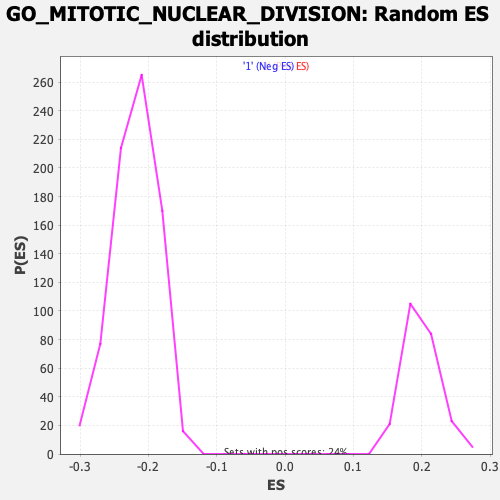 GO_MITOTIC_NUCLEAR_DIVISION: Random ES
distribution
'1' (Neg ES) ES)
P(ES)
260
240
220
200
180
160
140
120
100
80
60
40
20
0
Sets with pos scores: 24%
-0.3 -0.2 -0.1 0.0 0.1 0.2 0.3
ES